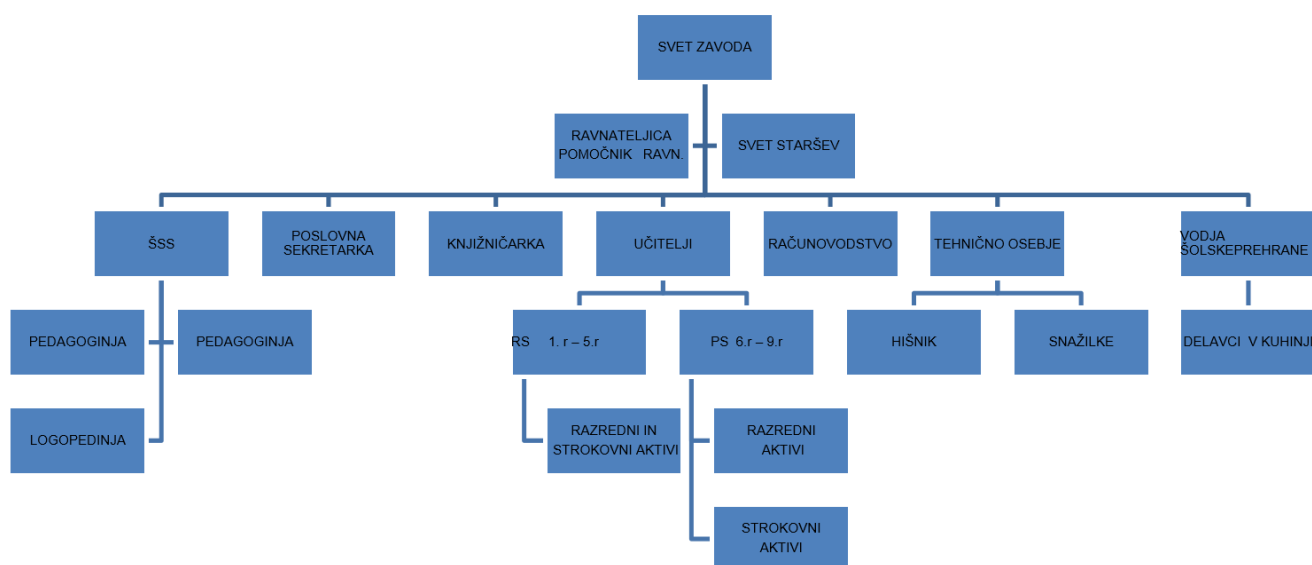 SVET ZAVODA
RAVNATELJICA
POMOČNIK RAVN.
SVET STARŠEV
ŠSS
POSLOVNA
SEKRETARKA
KNJIŽNIČARKA
UČITELJI
RAČUNOVODSTVO
TEHNIČNO OSEBJE
VODJA
ŠOLSKEPREHRANE
PEDAGOGINJA
PEDAGOGINJA
RS 1. r – 5.r
PS 6.r – 9.r
HIŠNIK
SNAŽILKE
DELAVCI V KUHINJI
LOGOPEDINJA
RAZREDNI IN
STROKOVNI AKTIVI
RAZREDNI
AKTIVI
STROKOVNI
AKTIVI